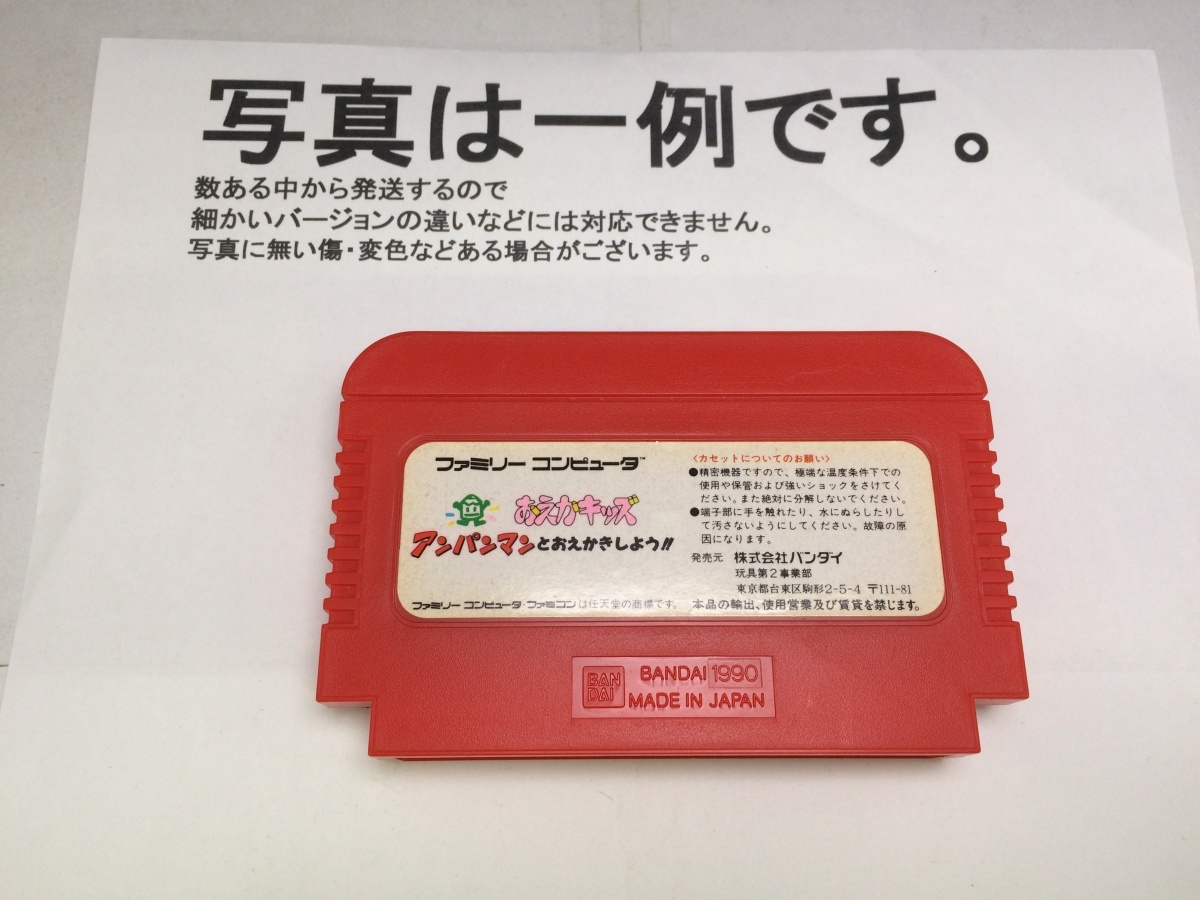 写真は一例です。
数ある中から発送するので
細かいバージョンの違いなどには対応できません。
写真に無い傷・変色などある場合がございます。
ファミリー コンピュータ™
おえかキッズ
アンパンマンとおえかきしよう!!
ファミリー コンピュータ・ファミコンは任天堂の商標です。
〈カセットについてのお願い〉
●精密機器ですので、極端な温度条件下での
使用や保管および強いショックをさけてく
ださい。また絶対に分解しないでください。
●端子部に手を触れたり、水にぬらしたりし
て汚さないようにしてください。故障の原
因になります。
発売元 株式会社バンダイ
玩具第2事業部
東京都台東区駒形2-5-4 〒111-81
本品の輸出、使用営業及び賃貸を禁じます。
BAN
DAI
BANDAI 1990
MADE IN JAPAN